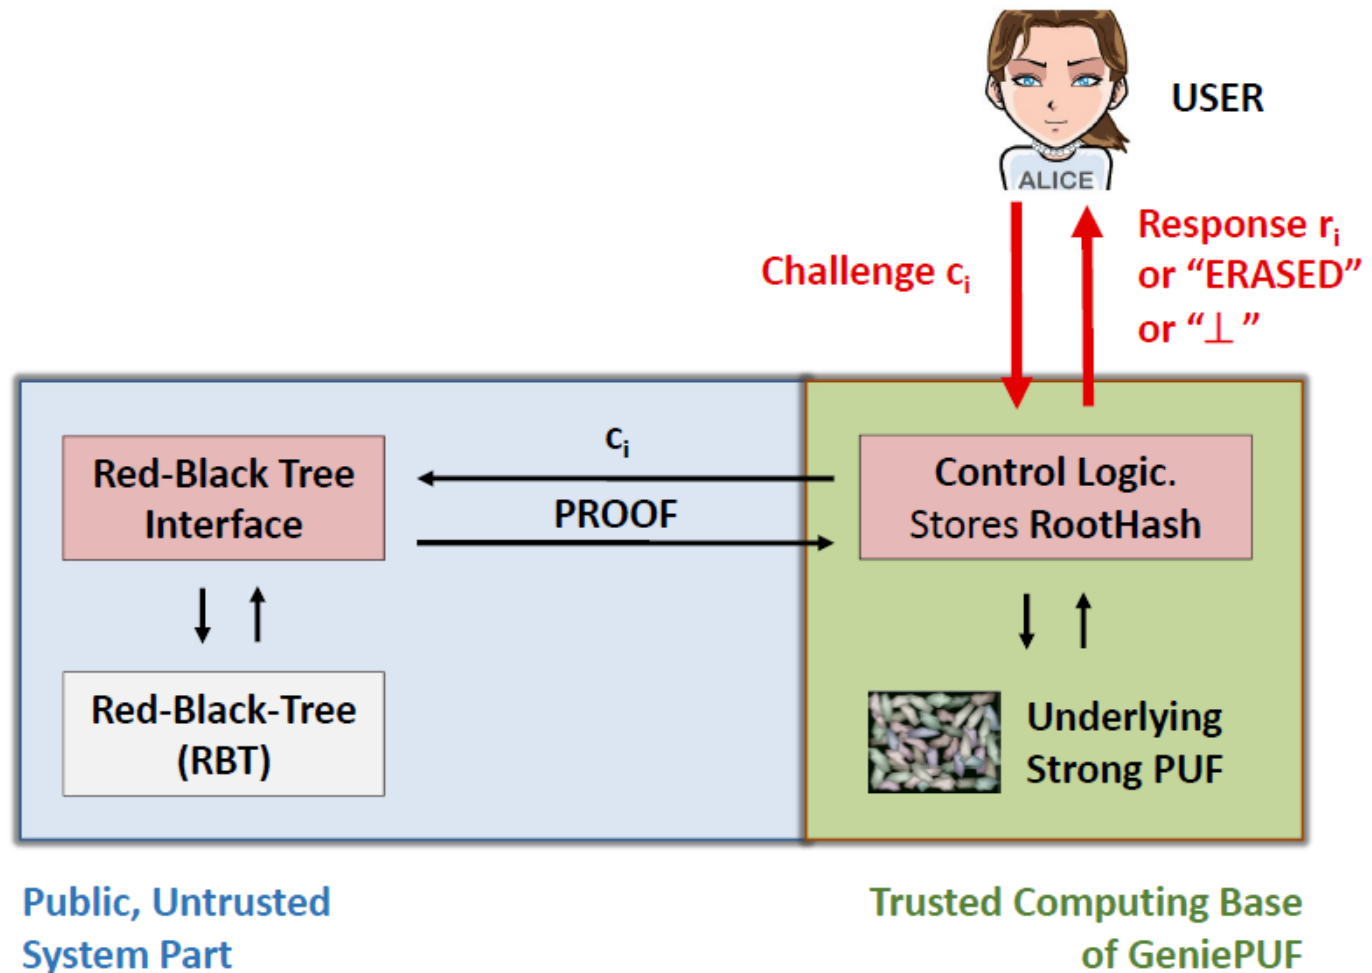 USER
ALICE
Challenge cᵢ
Response rᵢ
or “ERASED”
or “⊥”
Red-Black Tree
Interface
cᵢ
PROOF
Control Logic.
Stores RootHash
Red-Black-Tree
(RBT)
Underlying
Strong PUF
Public, Untrusted
System Part
Trusted Computing Base
of GeniePUF